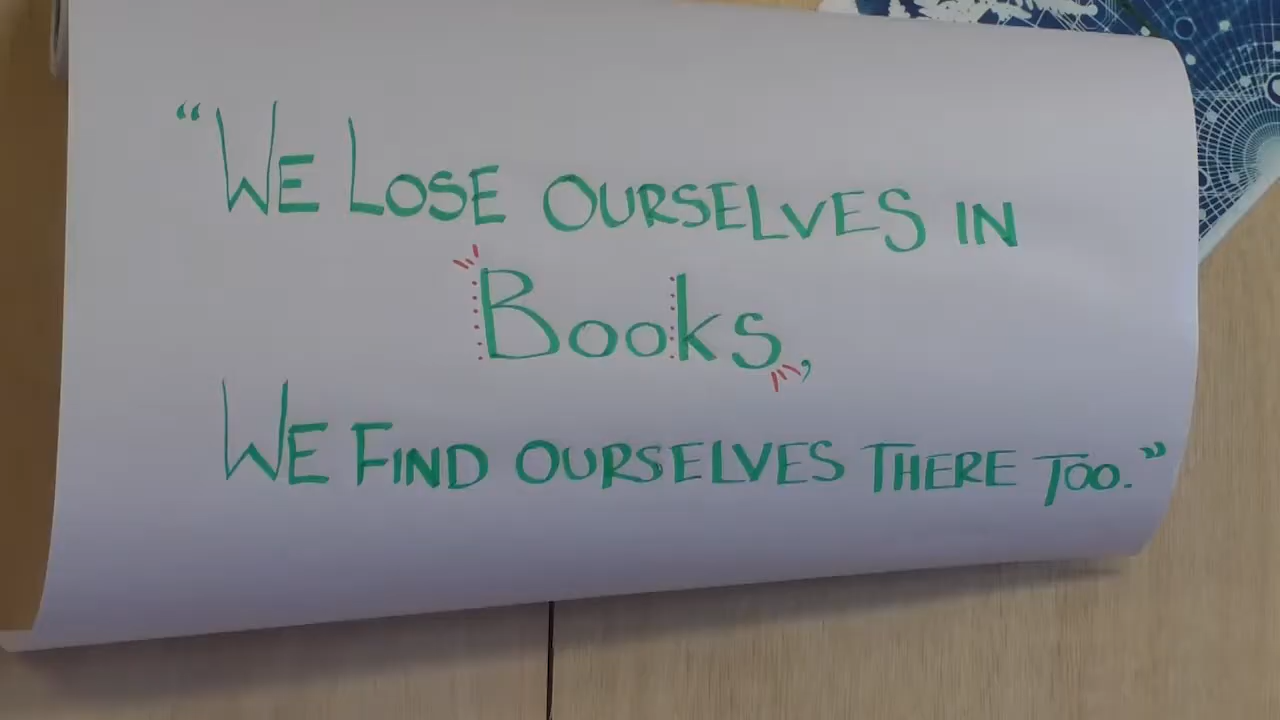 “WE LOSE OURSELVES IN
Books,
WE FIND OURSELVES THERE TOO.”